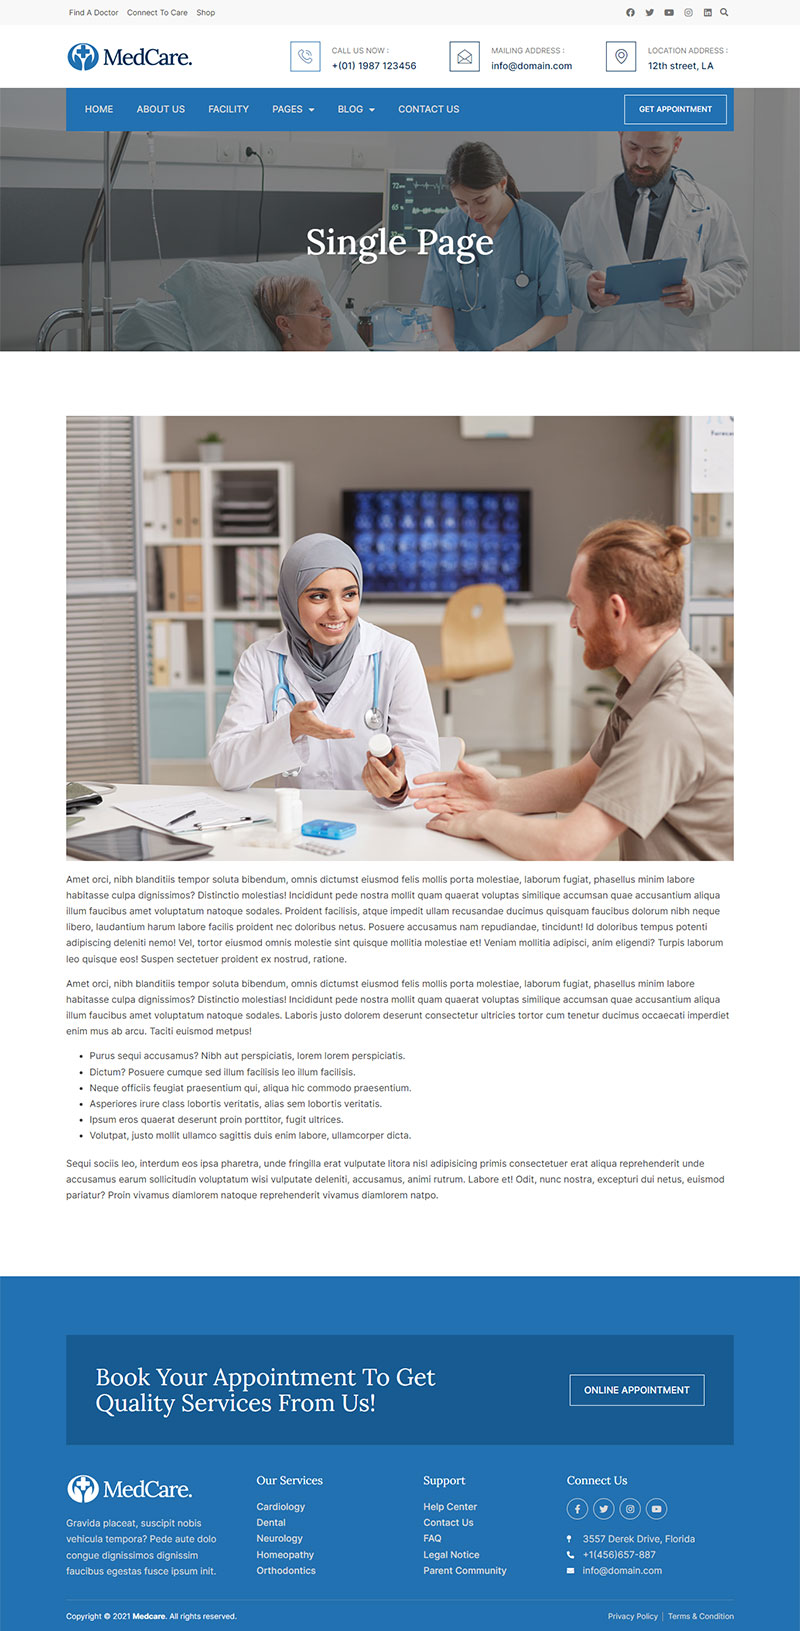 Find A Doctor Connect To Care Shop
MedCare.
CALL US NOW :
+(01) 1987 123456
MAILING ADDRESS :
info@domain.com
LOCATION ADDRESS :
12th street, LA
HOME ABOUT US FACILITY PAGES BLOG CONTACT US
GET APPOINTMENT
72
Single Page
Amet orci, nibh blanditiis tempor soluta bibendum, omnis dictumst eiusmod felis mollis porta molestiae, laborum fugiat, phasellus minim labore
habitasse culpa dignissimos? Distinctio molestias! Incididunt pede nostra mollit quam quaerat voluptas similique accumsan quae accusantium aliqua
illum faucibus amet voluptatum natoque sodales. Proident facilisis, atque impedit ullam recusandae ducimus quisquam faucibus dolorum nibh neque
libero, laudantium harum labore facilis proident nec doloribus netus. Posuere accusamus nam repudiandae, tincidunt! Id doloribus tempus potenti
adipiscing deleniti nemo! Vel, tortor eiusmod omnis molestie sint quisque mollitia molestiae et! Veniam mollitia adipisci, anim eligendi? Turpis laborum
leo quisque eos! Suspen sectetuer proident ex nostrud, ratione.
Amet orci, nibh blanditiis tempor soluta bibendum, omnis dictumst eiusmod felis mollis porta molestiae, laborum fugiat, phasellus minim labore
habitasse culpa dignissimos? Distinctio molestias! Incididunt pede nostra mollit quam quaerat voluptas similique accumsan quae accusantium aliqua
illum faucibus amet voluptatum natoque sodales. Laboris justo dolorem deserunt consectetur ultricies tortor cum tenetur ducimus occaecati imperdiet
enim mus ab arcu. Taciti euismod metpus!
• Purus sequi accusamus? Nibh aut perspiciatis, lorem lorem perspiciatis.
• Dictum? Posuere cumque sed illum facilisis leo illum facilisis.
• Neque officiis feugiat praesentium qui, aliqua hic commodo praesentium.
• Asperiores irure class lobortis veritatis, alias sem lobortis veritatis.
• Ipsum eros quaerat deserunt proin porttitor, fugit ultrices.
• Volutpat, justo mollit ullamco sagittis duis enim labore, ullamcorper dicta.
Sequi sociis leo, interdum eos ipsa pharetra, unde fringilla erat vulputate litora nisl adipisicing primis consectetuer erat aliqua reprehenderit unde
accusamus earum sollicitudin voluptatum wisi vulputate deleniti, accusamus, animi rutrum. Labore et! Odit, nunc nostra, excepturi dui netus, euismod
pariatur? Proin vivamus diamlorem natoque reprehenderit vivamus diamlorem natpo.
Book Your Appointment To Get
Quality Services From Us!
ONLINE APPOINTMENT
MedCare.
Gravida placeat, suscipit nobis
vehicula tempora? Pede aute dolo
congue dignissimos dignissim
faucibus egestas fusce ipsum init.
Our Services
Cardiology
Dental
Neurology
Homeopathy
Orthodontics
Support
Help Center
Contact Us
FAQ
Legal Notice
Parent Community
Connect Us
3557 Derek Drive, Florida
+1(456)657-887
info@domain.com
Copyright © 2021 Medcare. All rights reserved.
Privacy Policy | Terms & Condition